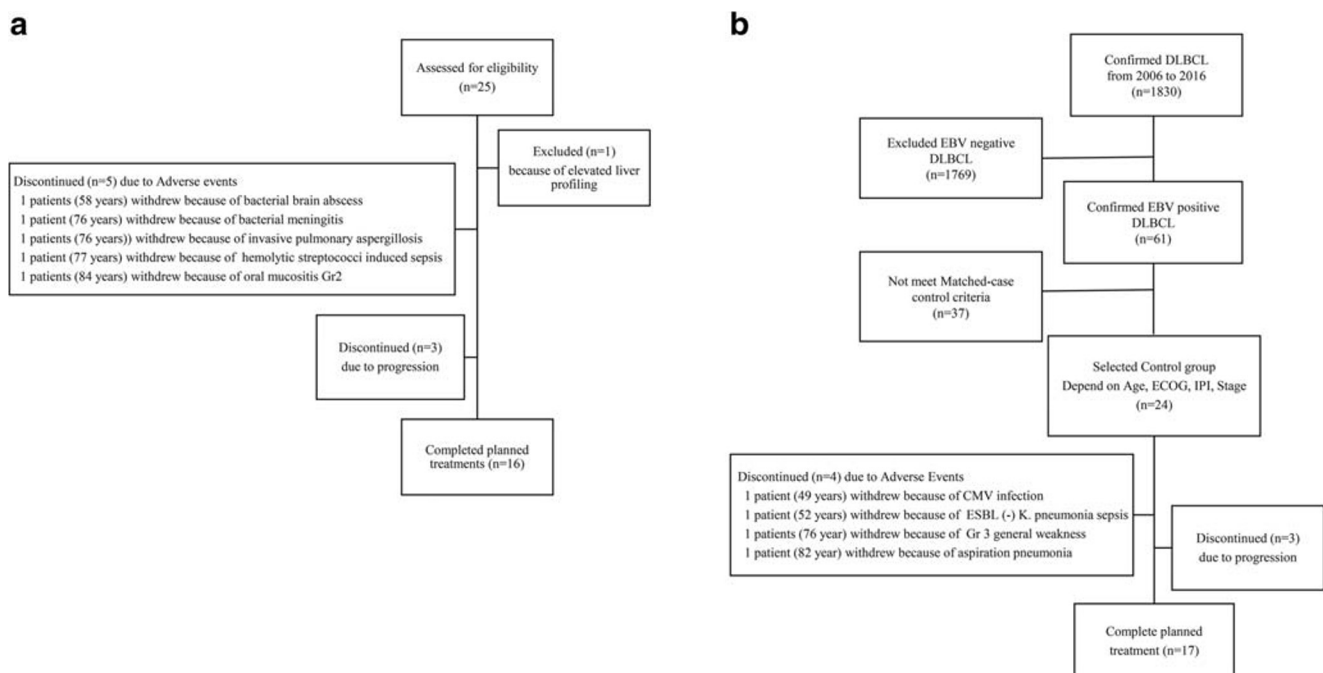 a
Assessed for eligibility
(n=25)
Excluded (n=1)
because of elevated liver
profiling
Discontinued (n=5) due to Adverse events
1 patients (58 years) withdrew because of bacterial brain abscess
1 patient (76 years) withdrew because of bacterial meningitis
1 patients (76 years)) withdrew because of invasive pulmonary aspergillosis
1 patient (77 years) withdrew because of hemolytic streptococci induced sepsis
1 patients (84 years) withdrew because of oral mucositis Gr2
Discontinued (n=3)
due to progression
Completed planned
treatments (n=16)
b
Confirmed DLBCL
from 2006 to 2016
(n=1830)
Excluded EBV negative
DLBCL
(n=1769)
Confirmed EBV positive
DLBCL
(n=61)
Not meet Matched-case
control criteria
(n=37)
Selected Control group
Depend on Age, ECOG, IPI, Stage
(n=24)
Discontinued (n=4) due to Adverse Events
1 patient (49 years) withdrew because of CMV infection
1 patient (52 years) withdrew because of ESBL (-) K. pneumonia sepsis
1 patients (76 year) withdrew because of Gr 3 general weakness
1 patient (82 year) withdrew because of aspiration pneumonia
Discontinued (n=3)
due to progression
Complete planned
treatment (n=17)